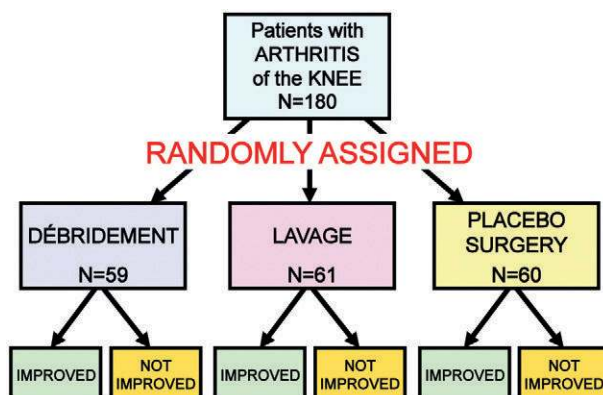 Patients with
ARTHRITIS
of the KNEE
N=180
RANDOMLY ASSIGNED
DÉBRIDEMENT
N=59
LAVAGE
N=61
PLACEBO
SURGERY
N=60
IMPROVED
NOT
IMPROVED
IMPROVED
NOT
IMPROVED
IMPROVED
NOT
IMPROVED